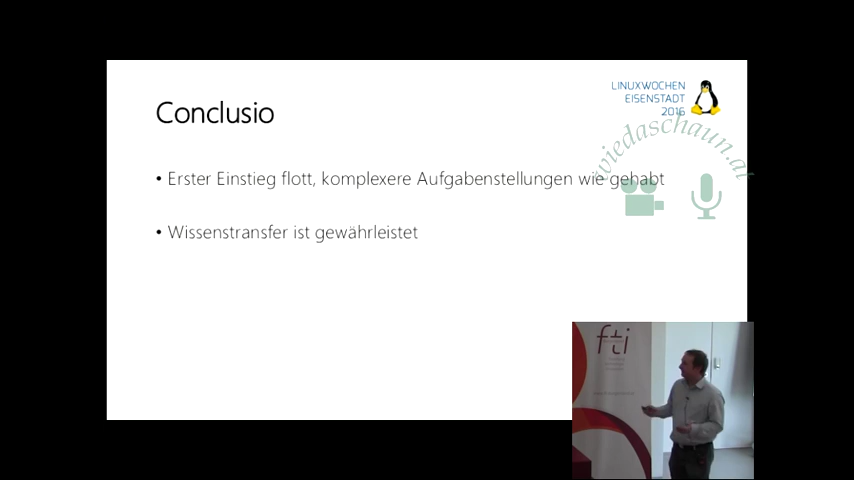 LINUXWOCHEN
EISENSTADT
2016
wiedaschaun.at
Conclusio
• Erster Einstieg flott, komplexere Aufgabenstellungen wie gehabt
• Wissenstransfer ist gewährleistet
fti